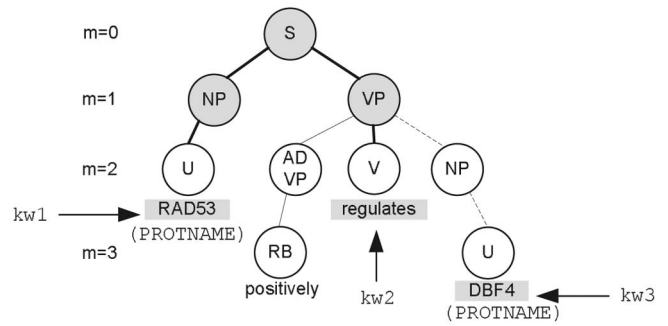 m=0
S
m=1
NP
VP
m=2
U
AD
VP
V
NP
kw1
RAD53
regulates
(PROTNAME)
m=3
RB
U
positively
kw2
DBF4
kw3
(PROTNAME)